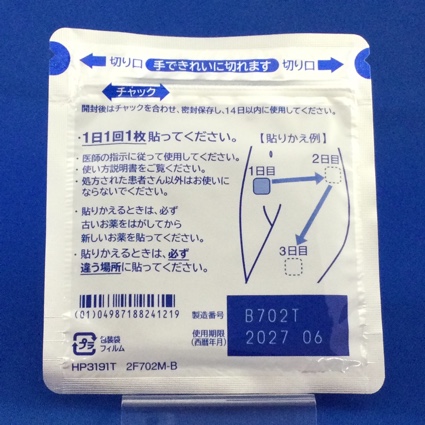 切り口 手できれいに切れます 切り口
チャック
開封後はチャックを合わせ、密封保存し、14日以内に使用してください。
・1日1回1枚貼ってください。
・医師の指示に従って使用してください。
・使い方説明書をご覧ください。
・処方された患者さん以外はお使いに
ならないでください。
・貼りかえるときは、必ず
古いお薬をはがしてから
新しいお薬を貼ってください。
・貼りかえるときは、必ず
違う場所に貼ってください。
【貼りかえ例】
1日目
2日目
3日目
(01)04987188241219
製造番号 B702T
使用期限 2027 06
(西暦年月)
プラ
包装袋
フィルム
HP3191T 2F702M-B